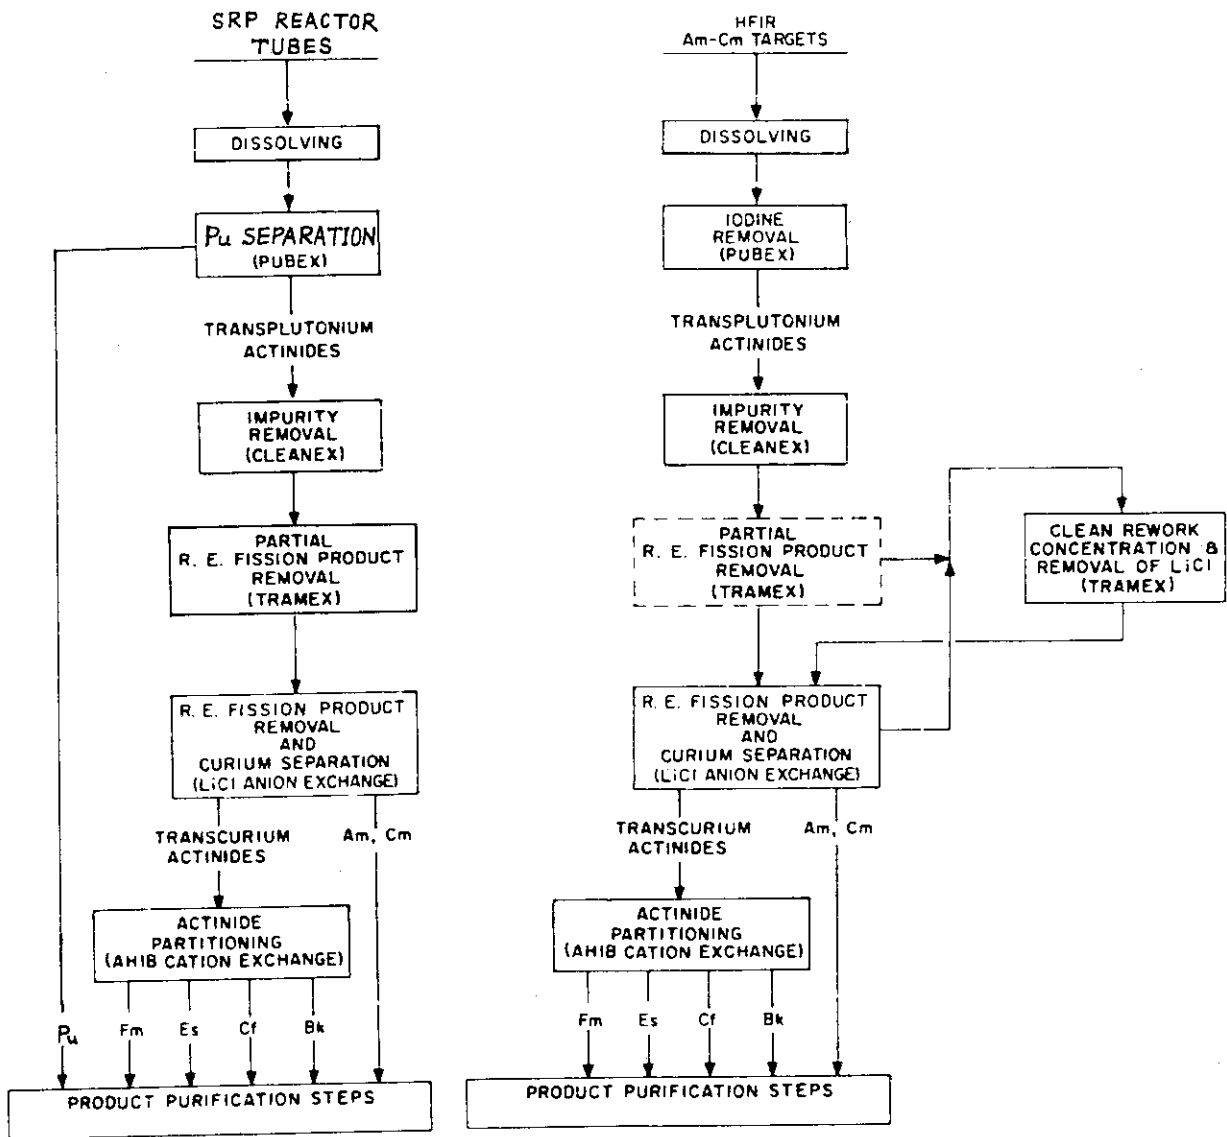 SRP REACTOR
TUBES
DISSOLVING
Pu SEPARATION
(PUBEX)
TRANSPLUTONIUM
ACTINIDES
IMPURITY
REMOVAL
(CLEANEX)
PARTIAL
R. E. FISSION PRODUCT
REMOVAL
(TRAMEX)
R. E. FISSION PRODUCT
REMOVAL
AND
CURIUM SEPARATION
(LiCl ANION EXCHANGE)
TRANSCURIUM
ACTINIDES
Am, Cm
ACTINIDE
PARTITIONING
(AHIB CATION EXCHANGE)
Pu
Fm
Es
Cf
Bk
PRODUCT PURIFICATION STEPS
HFIR
Am-Cm TARGETS
DISSOLVING
IODINE
REMOVAL
(PUBEX)
TRANSPLUTONIUM
ACTINIDES
IMPURITY
REMOVAL
(CLEANEX)
PARTIAL
R. E. FISSION PRODUCT
REMOVAL
(TRAMEX)
CLEAN REWORK
CONCENTRATION &
REMOVAL OF LiCl
(TRAMEX)
R. E. FISSION PRODUCT
REMOVAL
AND
CURIUM SEPARATION
(LiCl ANION EXCHANGE)
TRANSCURIUM
ACTINIDES
Am, Cm
ACTINIDE
PARTITIONING
(AHIB CATION EXCHANGE)
Fm
Es
Cf
Bk
PRODUCT PURIFICATION STEPS